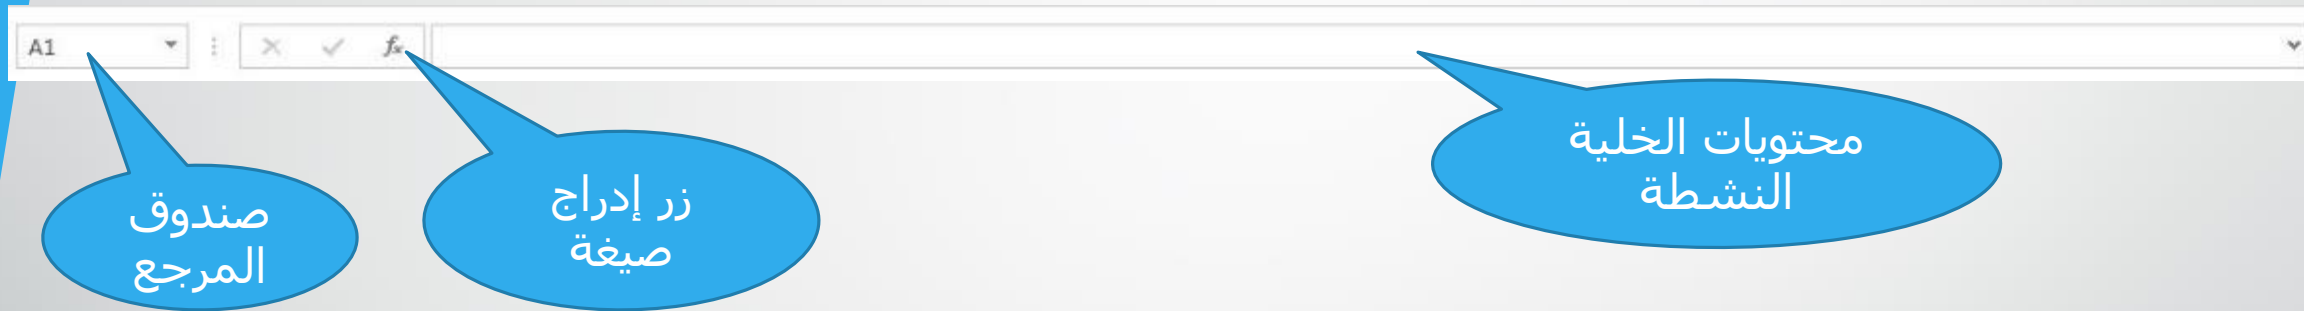 A1
fx
محتويات الخلية
النشطة
زر إدراج
صيغة
صندوق
المرجع